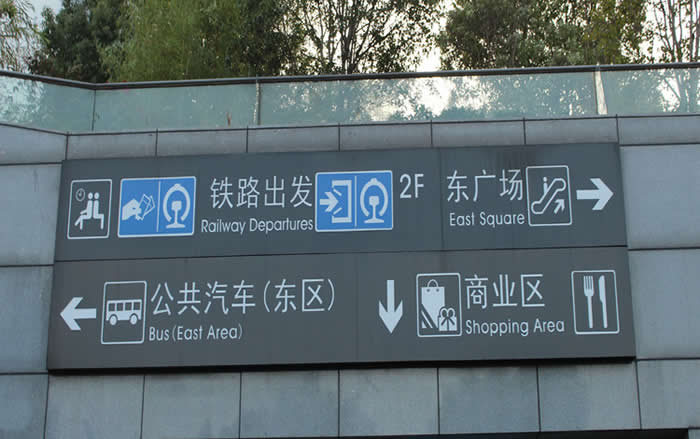 铁路出发
Railway Departures
2F
东广场
East Square
公共汽车(东区)
Bus(East Area)
商业区
Shopping Area